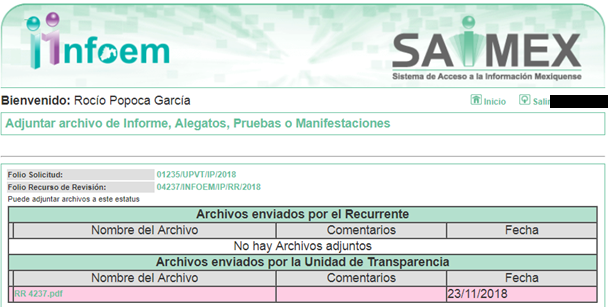 infoem
SAIMEX
Sistema de Acceso a la Información Mexiquense
Bienvenido: Rocío Popoca García
Inicio Salir
Adjuntar archivo de Informe, Alegatos, Pruebas o Manifestaciones
Folio Solicitud: 01235/UPVT/IP/2018
Folio Recurso de Revisión: 04237/INFOEM/IP/RR/2018
Puede adjuntar archivos a este estatus
Archivos enviados por el Recurrente
Nombre del Archivo Comentarios Fecha
No hay Archivos adjuntos
Archivos enviados por la Unidad de Transparencia
Nombre del Archivo Comentarios Fecha
RR 4237.pdf 23/11/2018